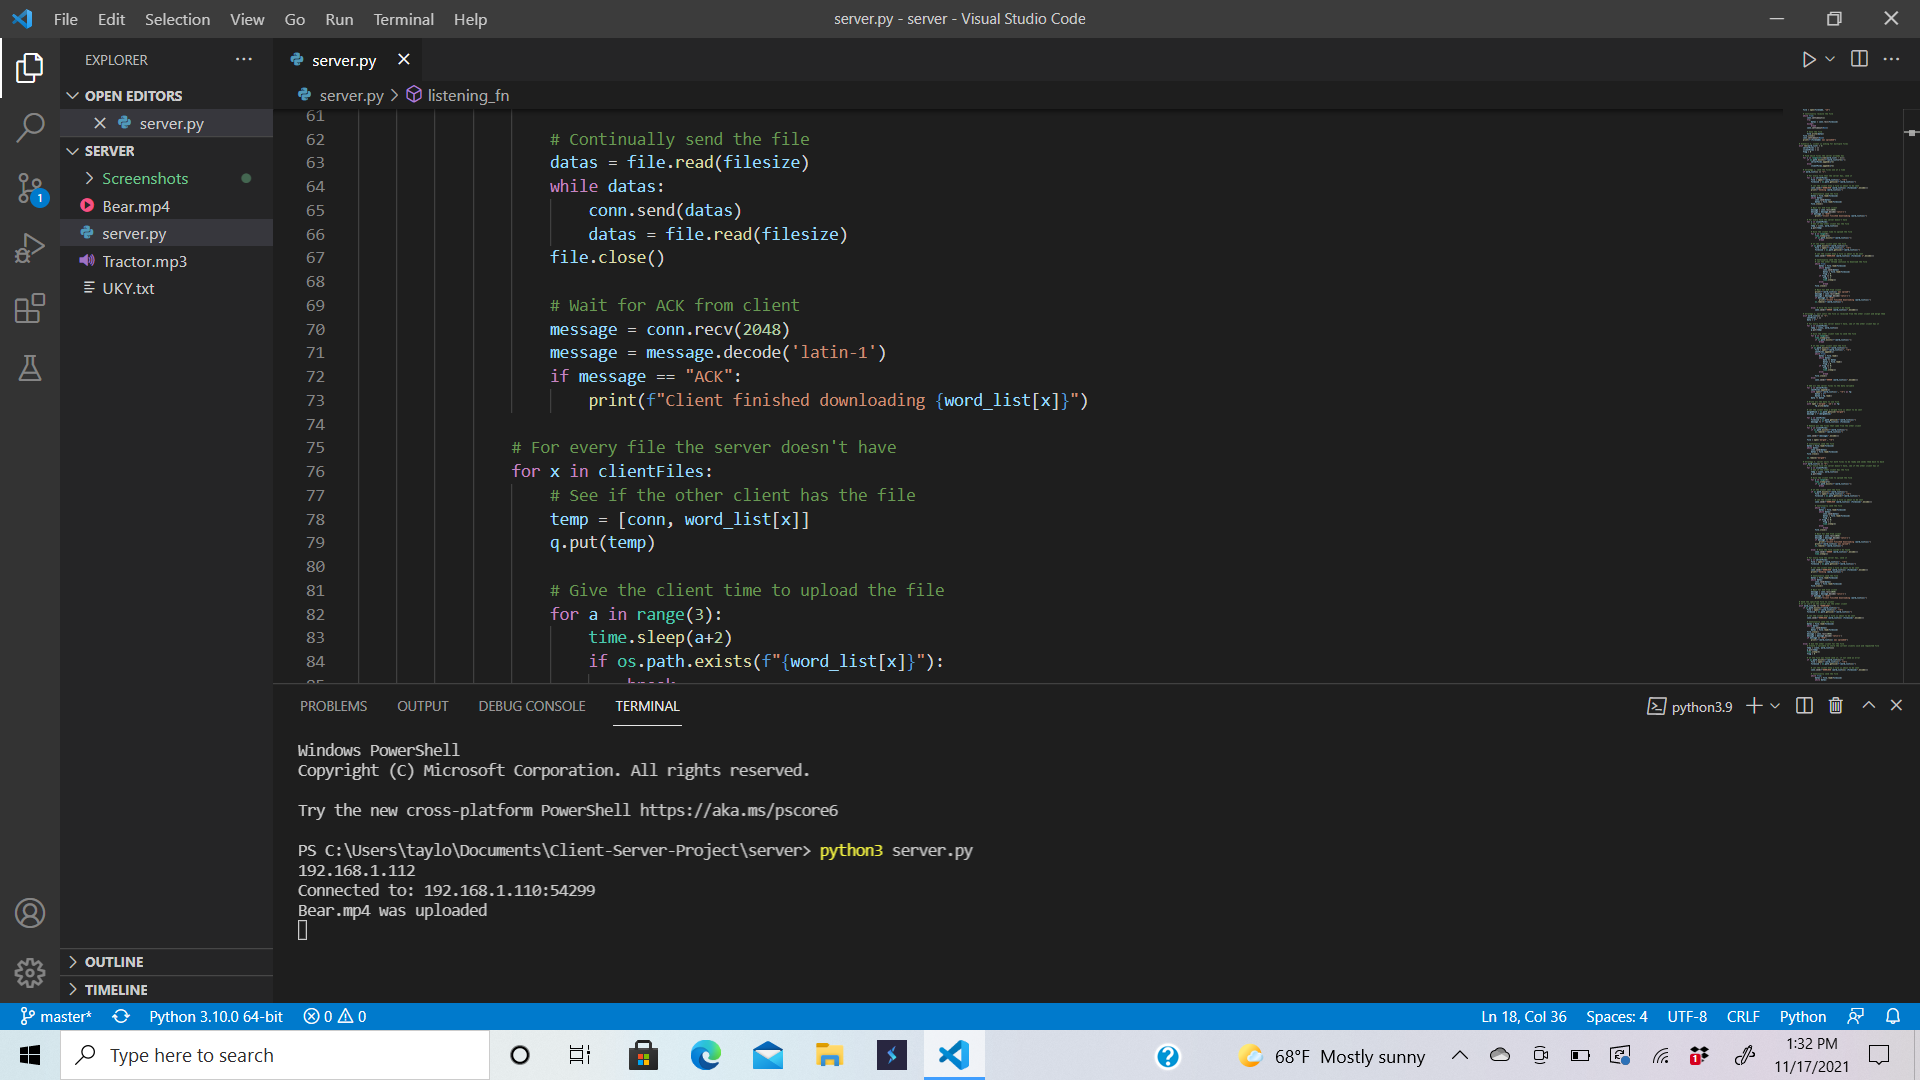 File Edit Selection View Go Run Terminal Help
server.py - server - Visual Studio Code
EXPLORER
OPEN EDITORS
server.py
SERVER
Screenshots
Bear.mp4
server.py
Tractor.mp3
UKY.txt
OUTLINE
TIMELINE
1
server.py
server.py > listening_fn
61
62 # Continually send the file
63 datas = file.read(filesize)
64 while datas:
65 conn.send(datas)
66 datas = file.read(filesize)
67 file.close()
68
69 # Wait for ACK from client
70 message = conn.recv(2048)
71 message = message.decode('latin-1')
72 if message == "ACK":
73 print(f"Client finished downloading {word_list[x]}")
74
75 # For every file the server doesn't have
76 for x in clientFiles:
77 # See if the other client has the file
78 temp = [conn, word_list[x]]
79 q.put(temp)
80
81 # Give the client time to upload the file
82 for a in range(3):
83 time.sleep(a+2)
84 if os.path.exists(f"{word_list[x]}"):
85 break
PROBLEMS OUTPUT DEBUG CONSOLE TERMINAL
python3.9
Windows PowerShell
Copyright (C) Microsoft Corporation. All rights reserved.
Try the new cross-platform PowerShell https://aka.ms/pscore6
PS C:\Users\taylo\Documents\Client-Server-Project\server> python3 server.py
192.168.1.112
Connected to: 192.168.1.110:54299
Bear.mp4 was uploaded
master* Python 3.10.0 64-bit 0 0
Ln 18, Col 36 Spaces: 4 UTF-8 CRLF Python
Type here to search
68°F Mostly sunny
1
1:32 PM
11/17/2021